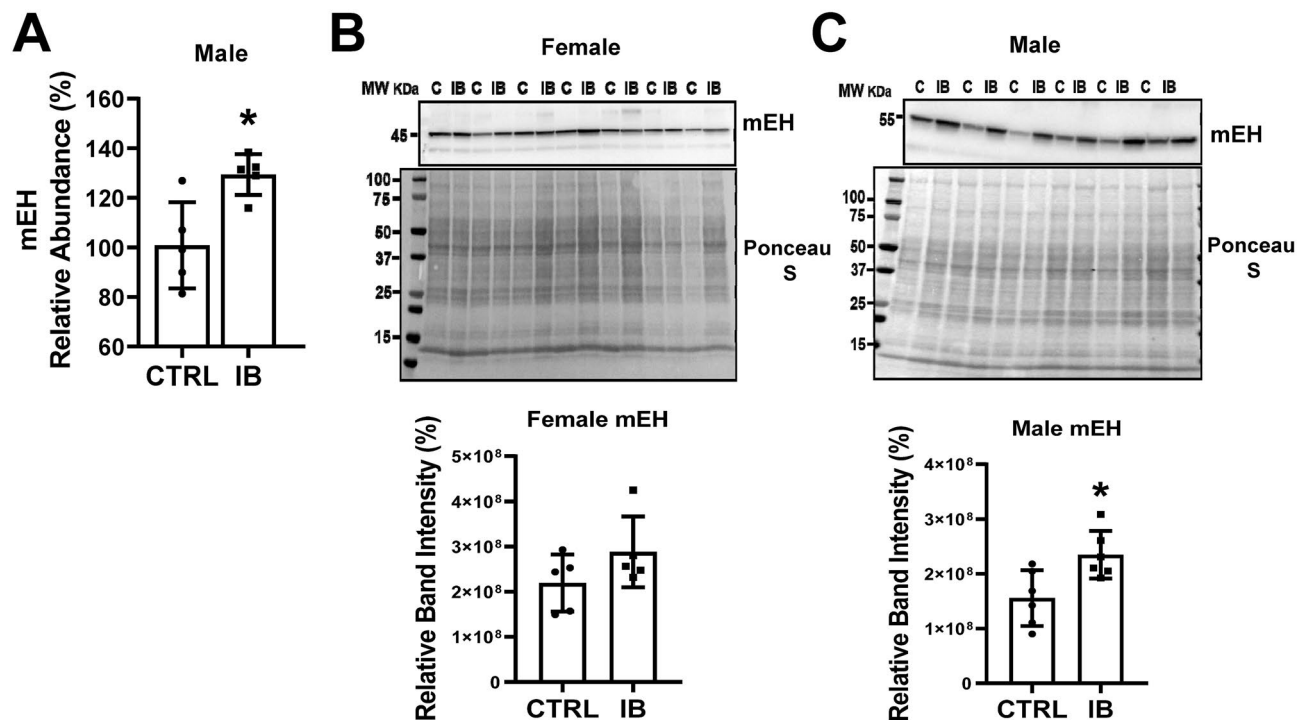 A
Male
mEH
Relative Abundance (%)
160
140
120
100
80
60
*
CTRL IB
B
Female
MW KDa C IB C IB C IB C IB C IB C IB C IB
45
mEH
100
75
50
37
25
15
Ponceau
S
Female mEH
Relative Band Intensity (%)
5×10⁸
4×10⁸
3×10⁸
2×10⁸
1×10⁸
0
CTRL IB
C
Male
MW KDa C IB C IB C IB C IB C IB C IB
55
mEH
100
75
50
37
25
15
Ponceau
S
Male mEH
Relative Band Intensity (%)
4×10⁸
3×10⁸
2×10⁸
1×10⁸
0
*
CTRL IB